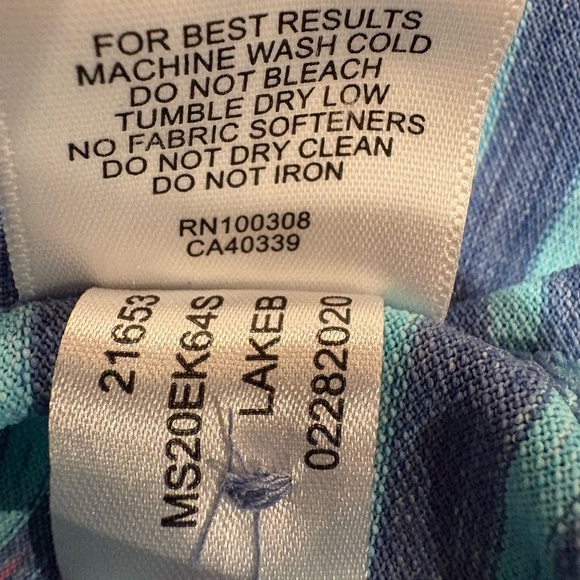 FOR BEST RESULTS
MACHINE WASH COLD
DO NOT BLEACH
TUMBLE DRY LOW
NO FABRIC SOFTENERS
DO NOT DRY CLEAN
DO NOT IRON
RN100308
CA40339
21653
MS20EK64S
LAKEB
02282020